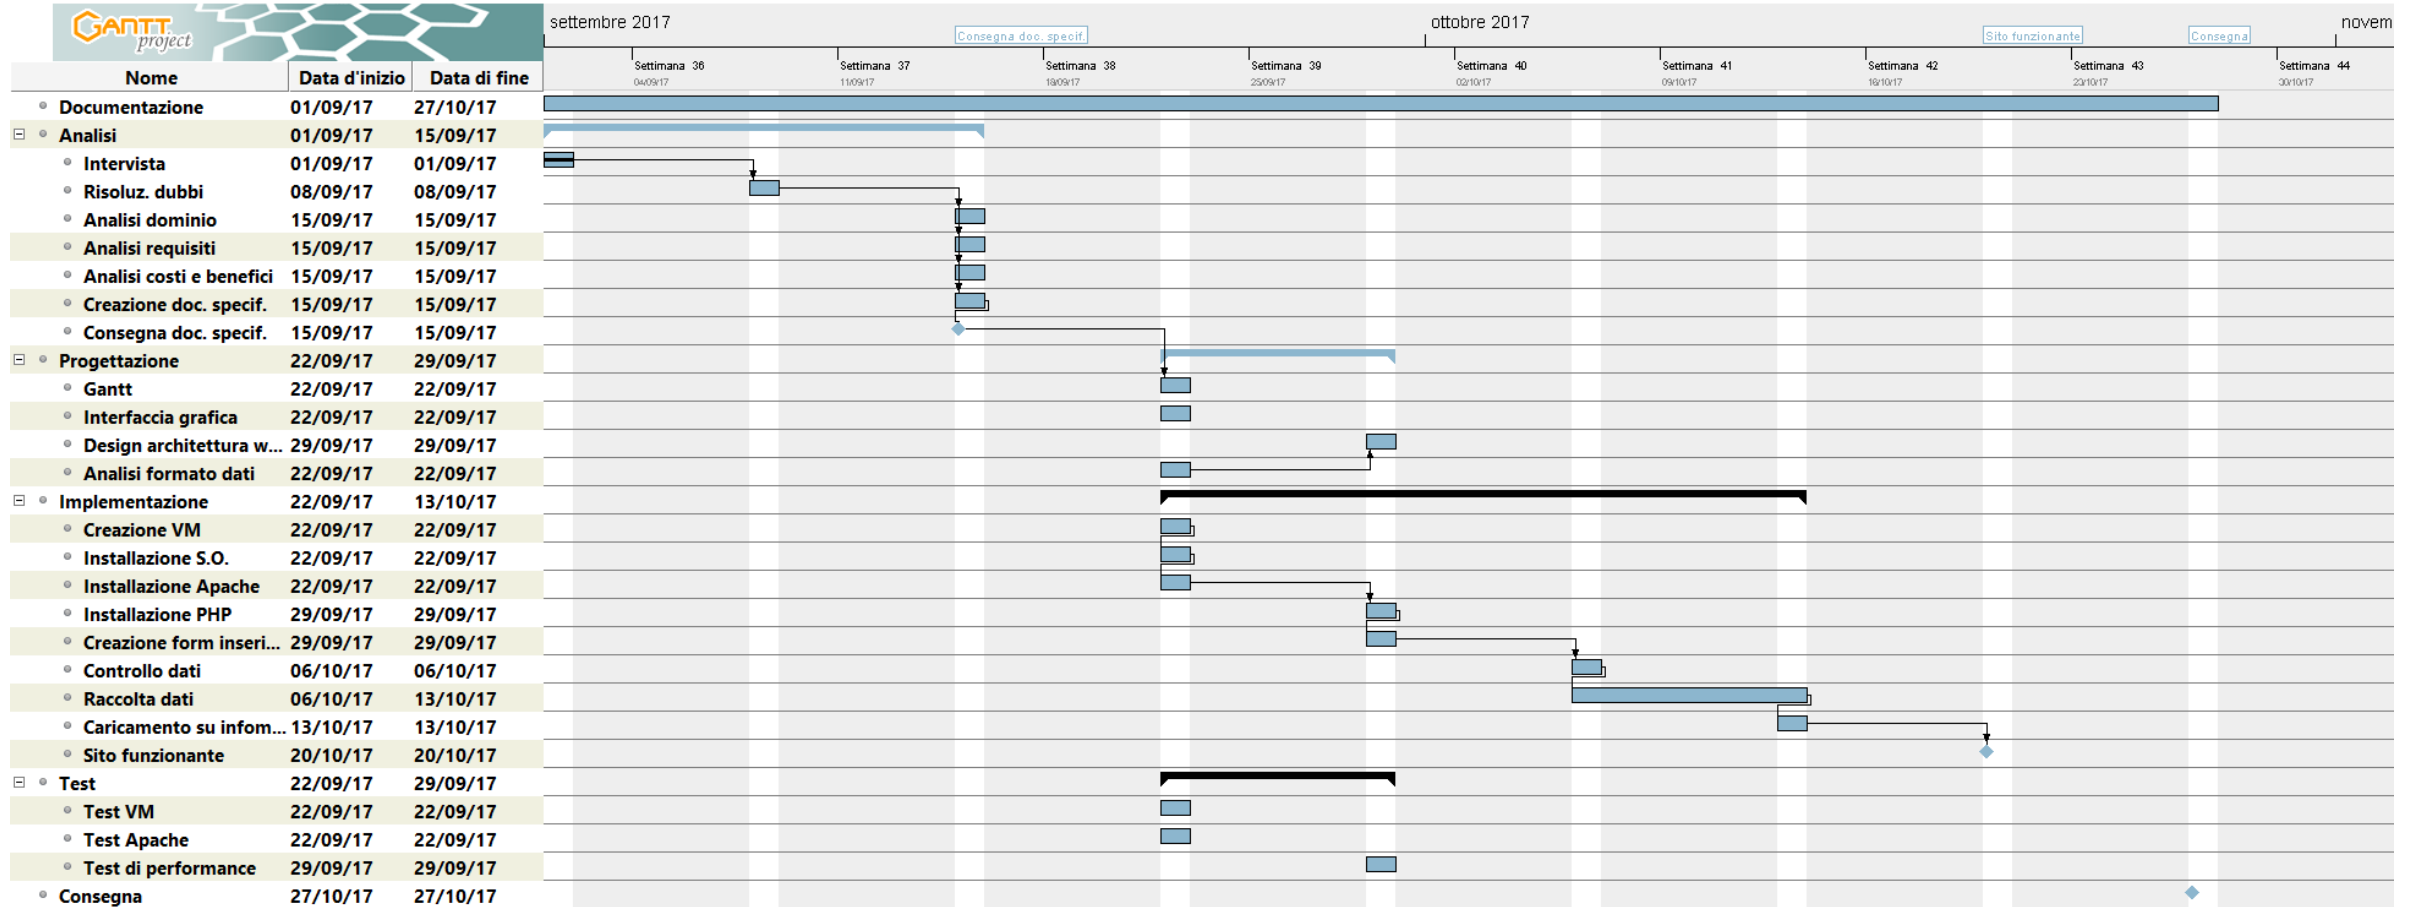 GANTT
project
settembre 2017
ottobre 2017
novem
Consegna doc. specif.
Sito funzionante
Consegna
Settimana 36
Settimana 37
Settimana 38
Settimana 39
Settimana 40
Settimana 41
Settimana 42
Settimana 43
Settimana 44
04/09/17
11/09/17
18/09/17
25/09/17
02/10/17
09/10/17
16/10/17
23/10/17
30/10/17
Nome Data d'inizio Data di fine
Documentazione 01/09/17 27/10/17
Analisi 01/09/17 15/09/17
Intervista 01/09/17 01/09/17
Risoluz. dubbi 08/09/17 08/09/17
Analisi dominio 15/09/17 15/09/17
Analisi requisiti 15/09/17 15/09/17
Analisi costi e benefici 15/09/17 15/09/17
Creazione doc. specif. 15/09/17 15/09/17
Consegna doc. specif. 15/09/17 15/09/17
Progettazione 22/09/17 29/09/17
Gantt 22/09/17 22/09/17
Interfaccia grafica 22/09/17 22/09/17
Design architettura w... 29/09/17 29/09/17
Analisi formato dati 22/09/17 22/09/17
Implementazione 22/09/17 13/10/17
Creazione VM 22/09/17 22/09/17
Installazione S.O. 22/09/17 22/09/17
Installazione Apache 22/09/17 22/09/17
Installazione PHP 29/09/17 29/09/17
Creazione form inseri... 29/09/17 29/09/17
Controllo dati 06/10/17 06/10/17
Raccolta dati 06/10/17 13/10/17
Caricamento su infom... 13/10/17 13/10/17
Sito funzionante 20/10/17 20/10/17
Test 22/09/17 29/09/17
Test VM 22/09/17 22/09/17
Test Apache 22/09/17 22/09/17
Test di performance 29/09/17 29/09/17
Consegna 27/10/17 27/10/17